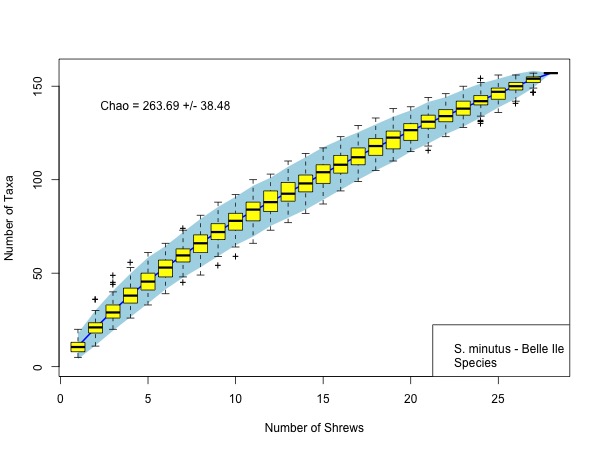 Chao = 263.69 +/- 38.48
Number of Taxa
150
100
50
0
S. minutus - Belle Ile
Species
0 5 10 15 20 25
Number of Shrews